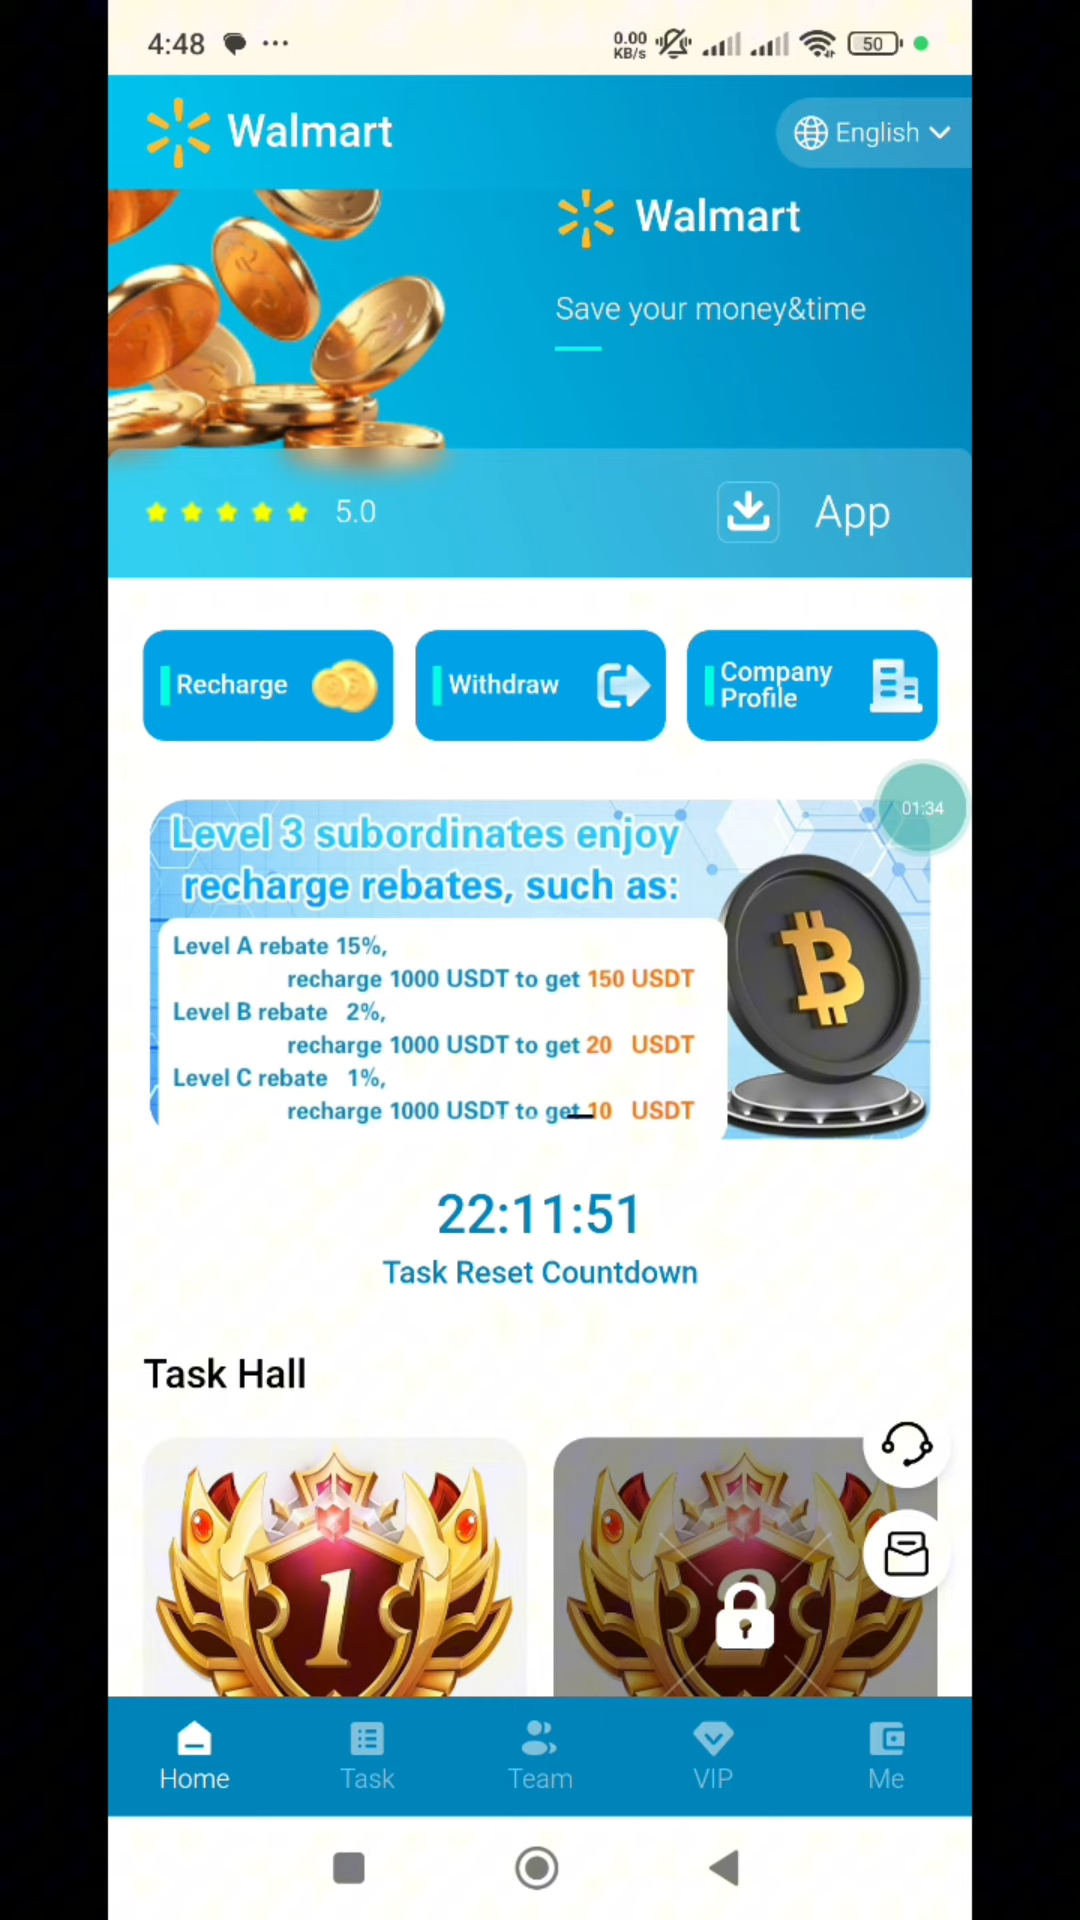 4:48 ...
0.00
KB/s
50
Walmart
English
Walmart
Save your money&time
5.0
App
Recharge
Withdraw
Company
Profile
01:34
Level 3 subordinates enjoy
recharge rebates, such as:
Level A rebate 15%,
recharge 1000 USDT to get 150 USDT
Level B rebate 2%,
recharge 1000 USDT to get 20 USDT
Level C rebate 1%,
recharge 1000 USDT to get 10 USDT
22:11:51
Task Reset Countdown
Task Hall
1
2
Home
Task
Team
VIP
Me